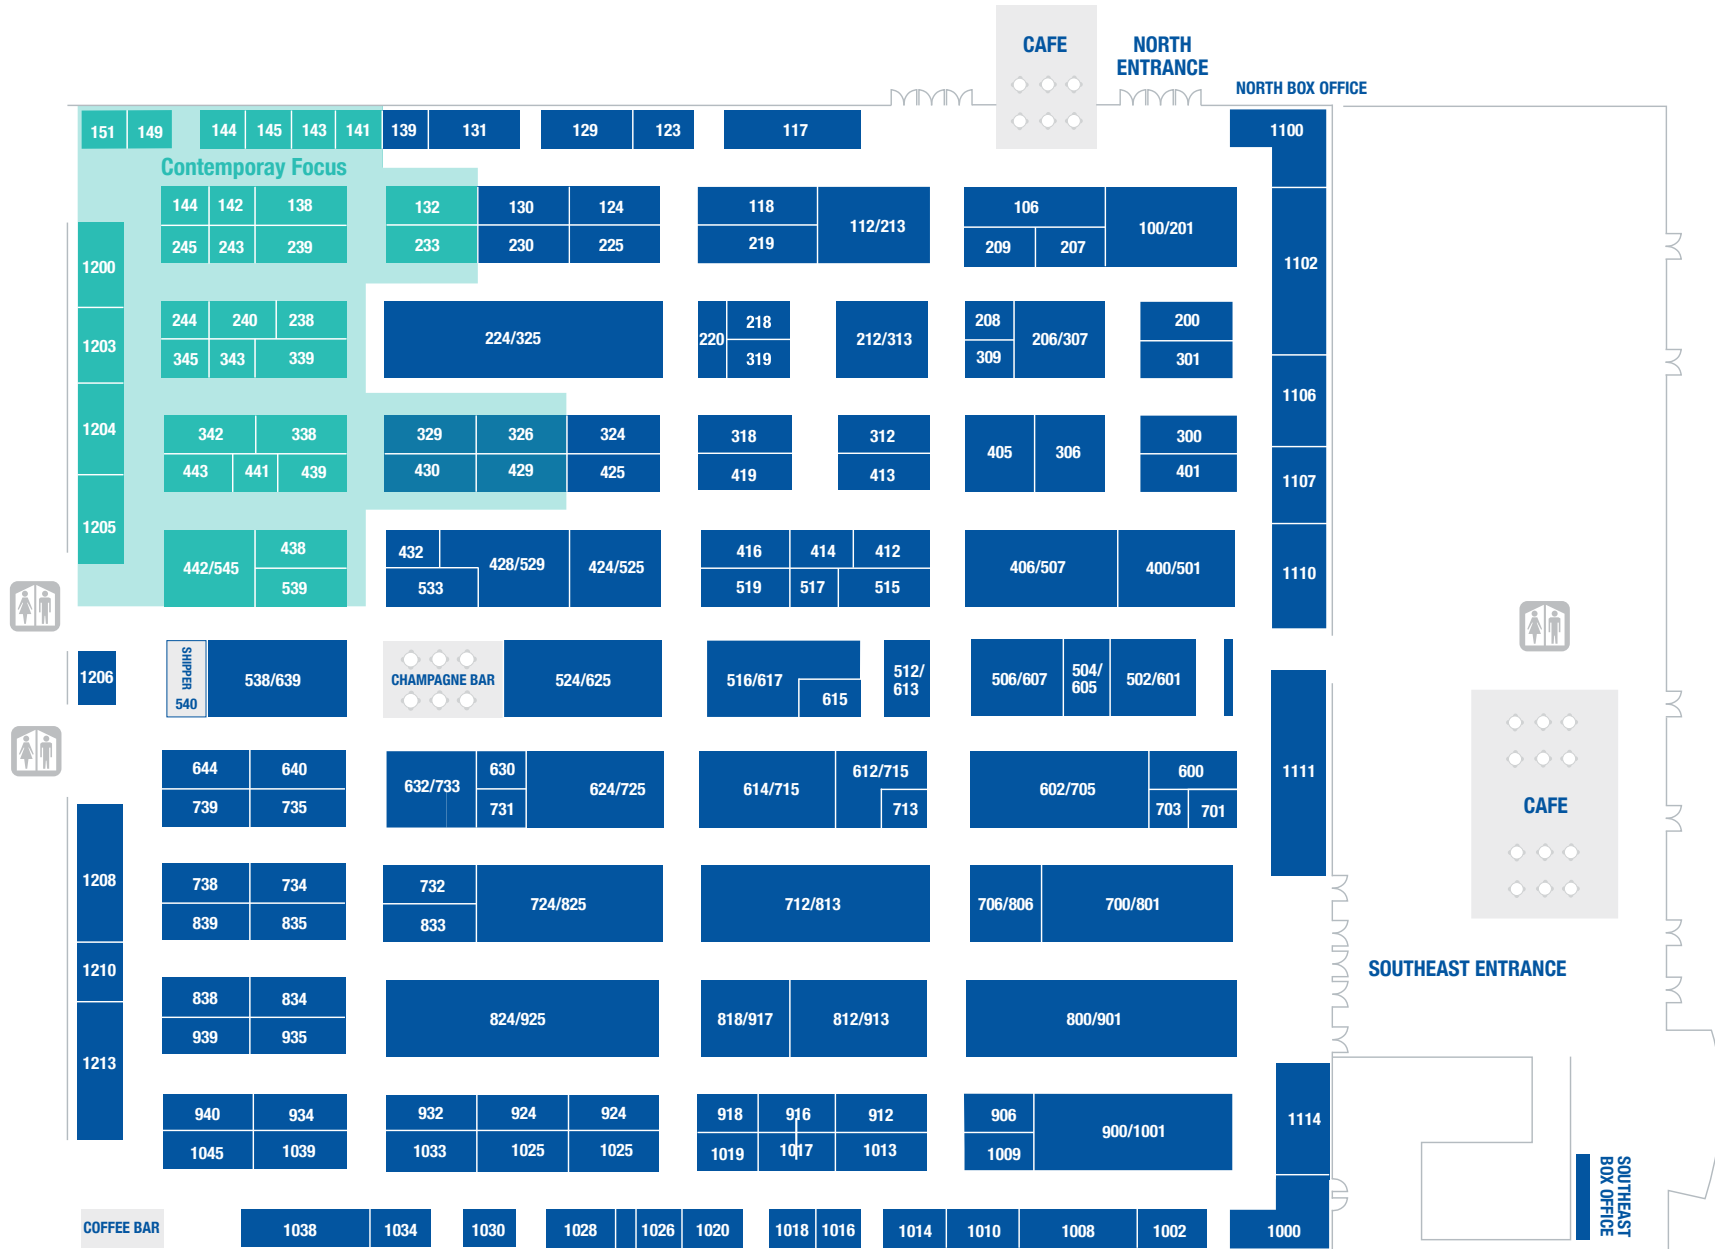 CAFE
NORTH
ENTRANCE
NORTH BOX OFFICE
151 149 144 145 143 141 139 131 129 123 117 1100
Contemporay Focus
144 142 138 132 130 124 118 112/213 106 100/201
245 243 239 233 230 225 219 209 207
1200 1102
244 240 238 224/325 220 218 212/313 208 206/307 200
1203 345 343 339 319 309 301
1106
1204 342 338 329 326 324 318 312 405 306 300
443 441 439 430 429 425 419 413 401
1107
1205
442/545 438 432 428/529 424/525 416 414 412 406/507 400/501 1110
539 533 519 517 515
1206 SHIPPER 540 538/639 CHAMPAGNE BAR 524/625 516/617 615 512/
613 506/607 504/
605 502/601
644 640 632/733 630 624/725 614/715 612/715 602/705 600 1111
739 735 731 713 703 701
CAFE
1208 738 734 732 724/825 712/813 706/806 700/801
839 835 833
1210
SOUTHEAST ENTRANCE
838 834 824/925 818/917 812/913 800/901
939 935
1213
940 934 932 924 924 918 916 912 906 900/1001 1114
1045 1039 1033 1025 1025 1019 1017 1013 1009
SOUTHEAST
BOX OFFICE
COFFEE BAR 1038 1034 1030 1028 1026 1020 1018 1016 1014 1010 1008 1002 1000